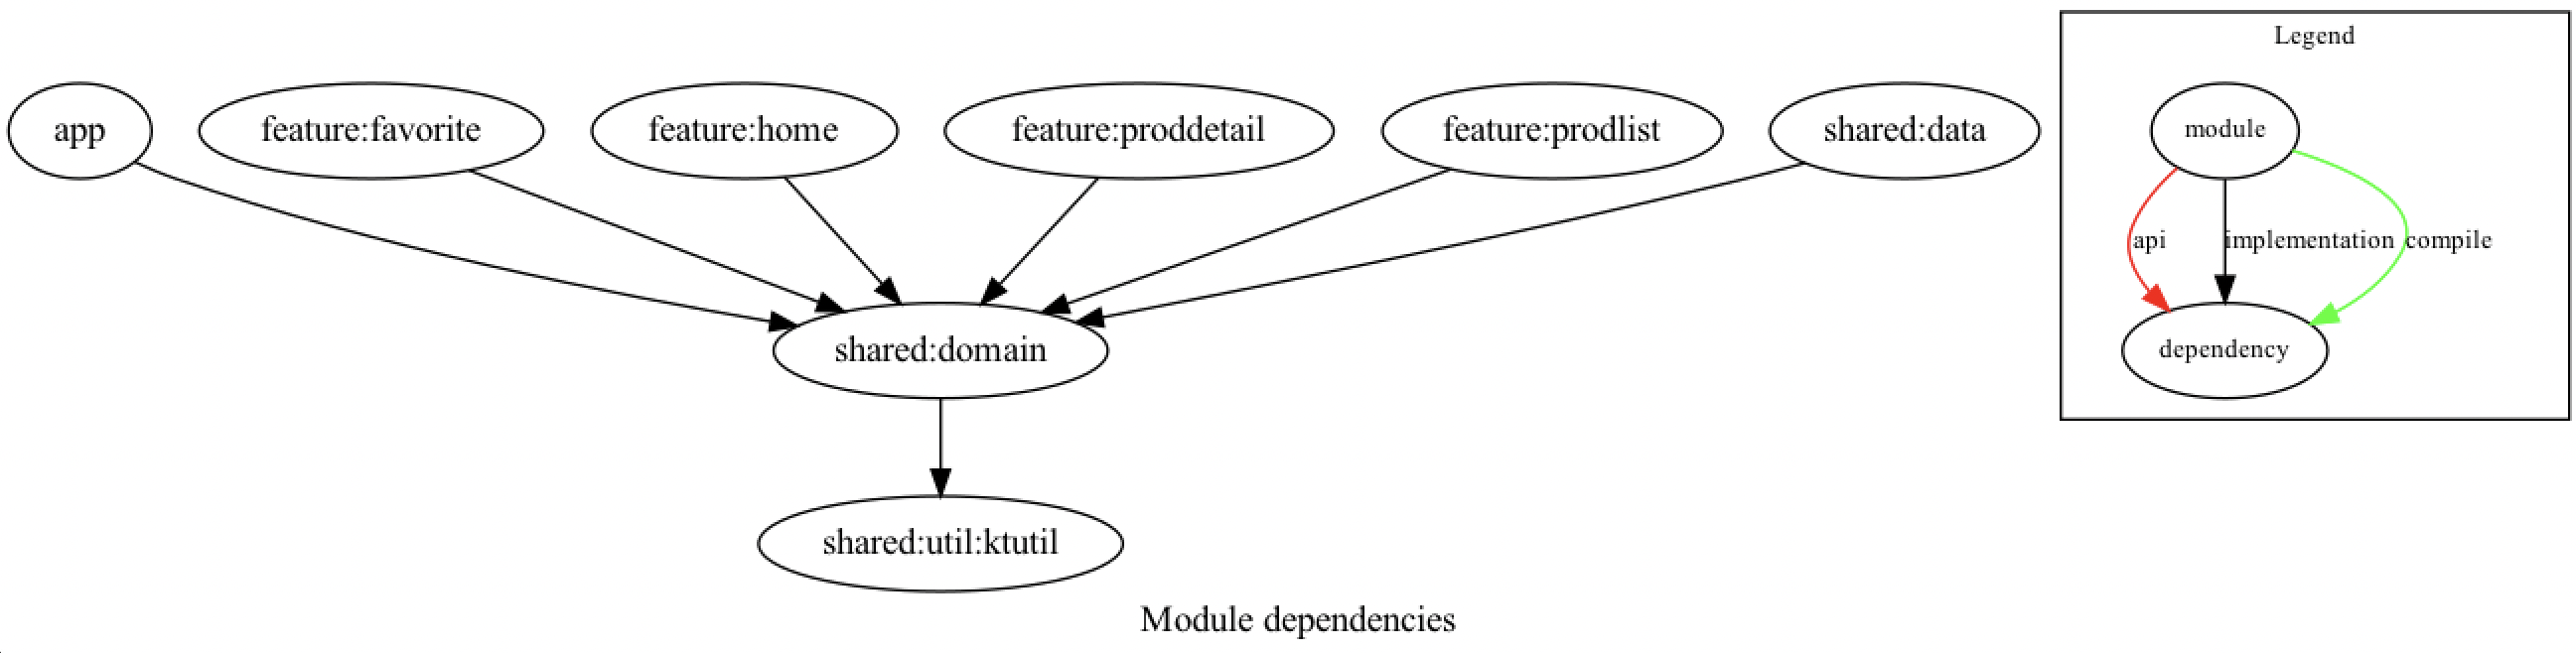 Legend
app
feature:favorite
feature:home
feature:proddetail
feature:prodlist
shared:data
module
api
implementation
compile
shared:domain
dependency
shared:util:ktutil
Module dependencies